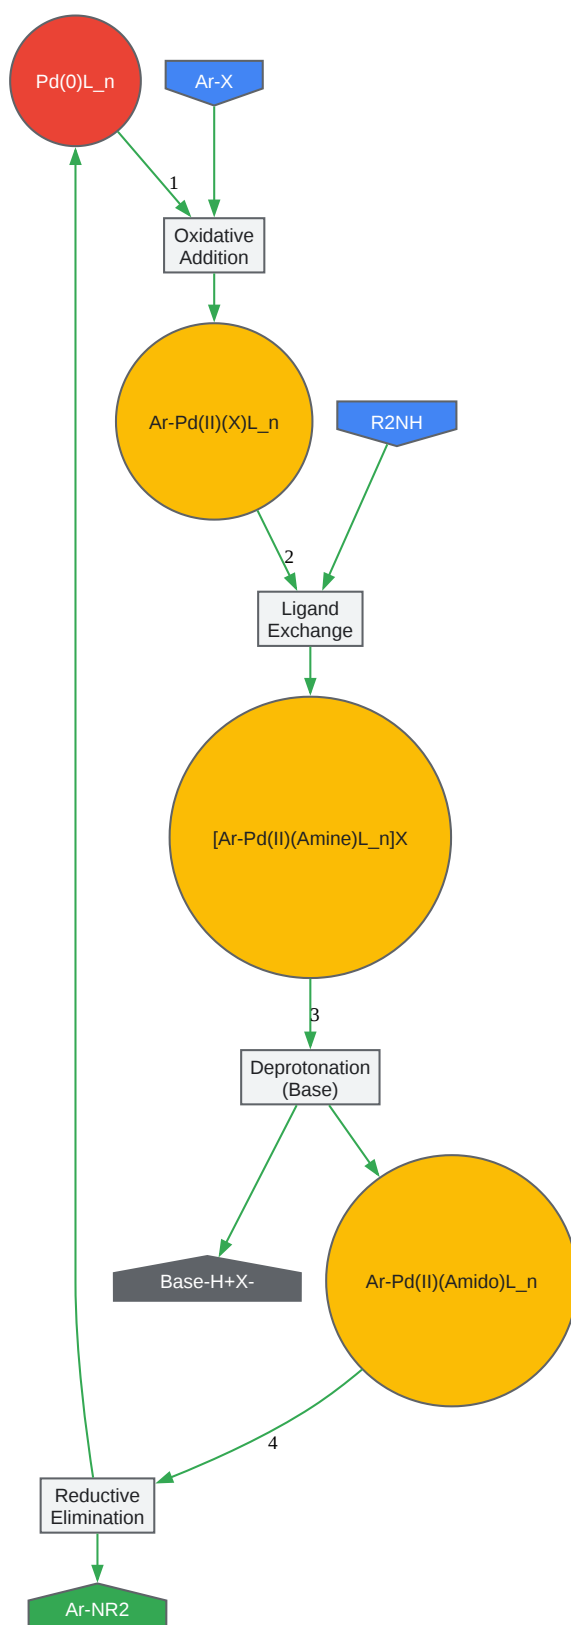 Pd(0)L_n
Ar-X
1
Oxidative
Addition
Ar-Pd(II)(X)L_n
R2NH
2
Ligand
Exchange
[Ar-Pd(II)(Amine)L_n]X
3
Deprotonation
(Base)
Base-H+X-
Ar-Pd(II)(Amido)L_n
4
Reductive
Elimination
Ar-NR2